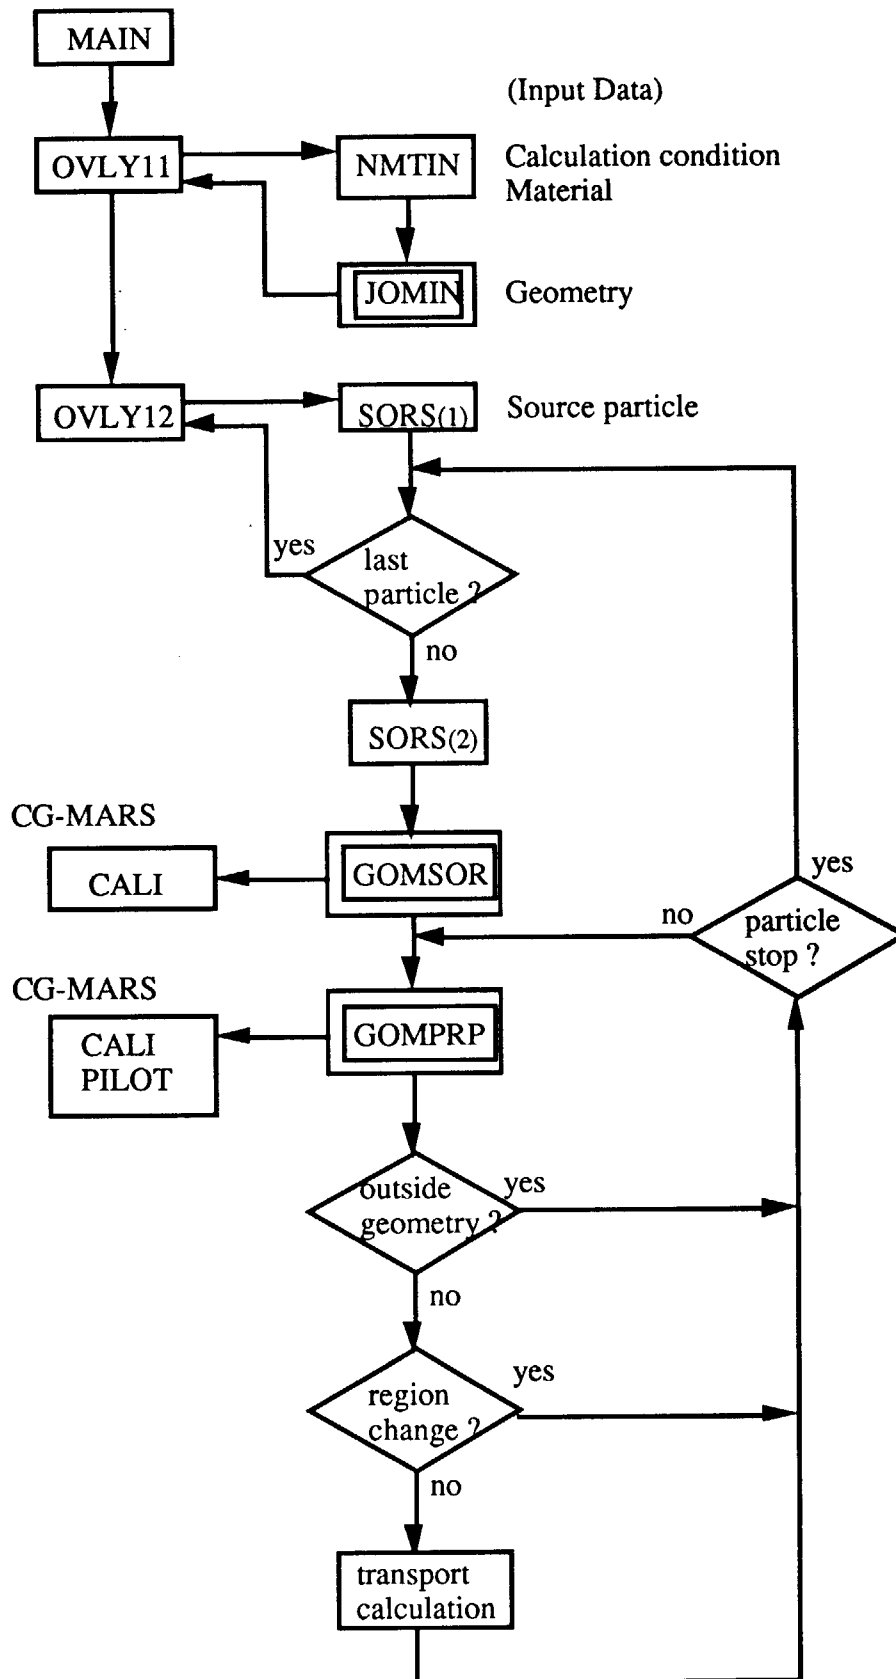 MAIN
(Input Data)
OVLY11
NMTIN
Calculation condition
Material
JOMIN
Geometry
OVLY12
SORS(1)
Source particle
yes
last
particle ?
no
SORS(2)
CG-MARS
CALI
GOMSOR
yes
no
particle
stop ?
CG-MARS
CALI
PILOT
GOMPRP
outside
geometry ?
yes
no
yes
region
change ?
no
transport
calculation